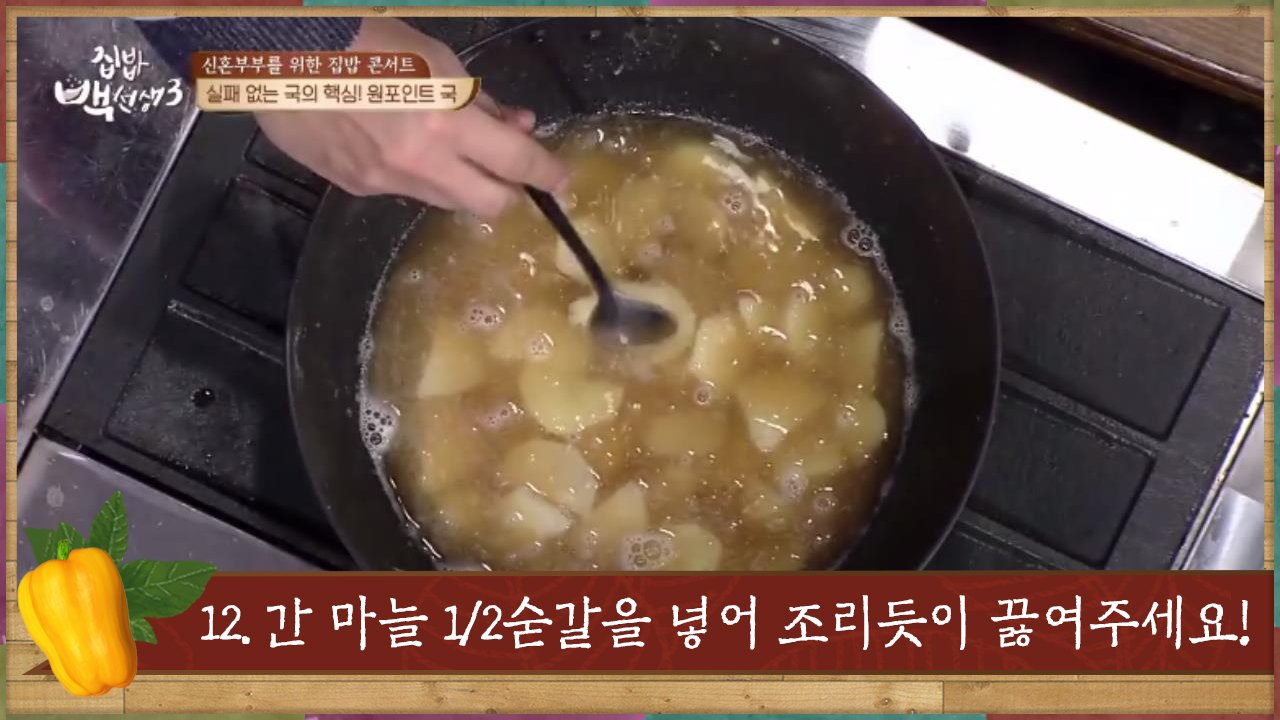 집밥
백선생3
신혼부부를 위한 집밥 콘서트
실패 없는 국의 핵심! 원포인트 국
12. 간 마늘 1/2숟갈을 넣어 조리듯이 끓여주세요!